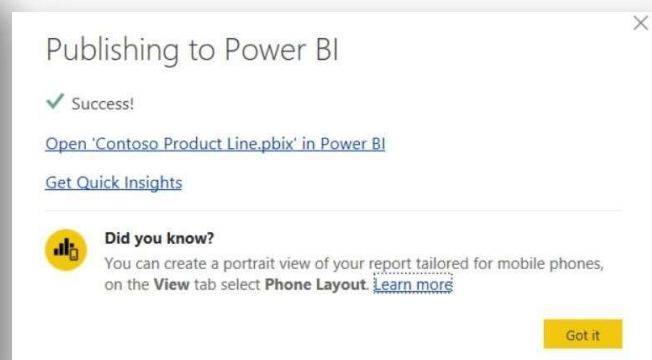 Publishing to Power BI
Success!
Open 'Contoso Product Line.pbix' in Power BI
Get Quick Insights
Did you know?
You can create a portrait view of your report tailored for mobile phones,
on the View tab select Phone Layout. Learn more
Got it